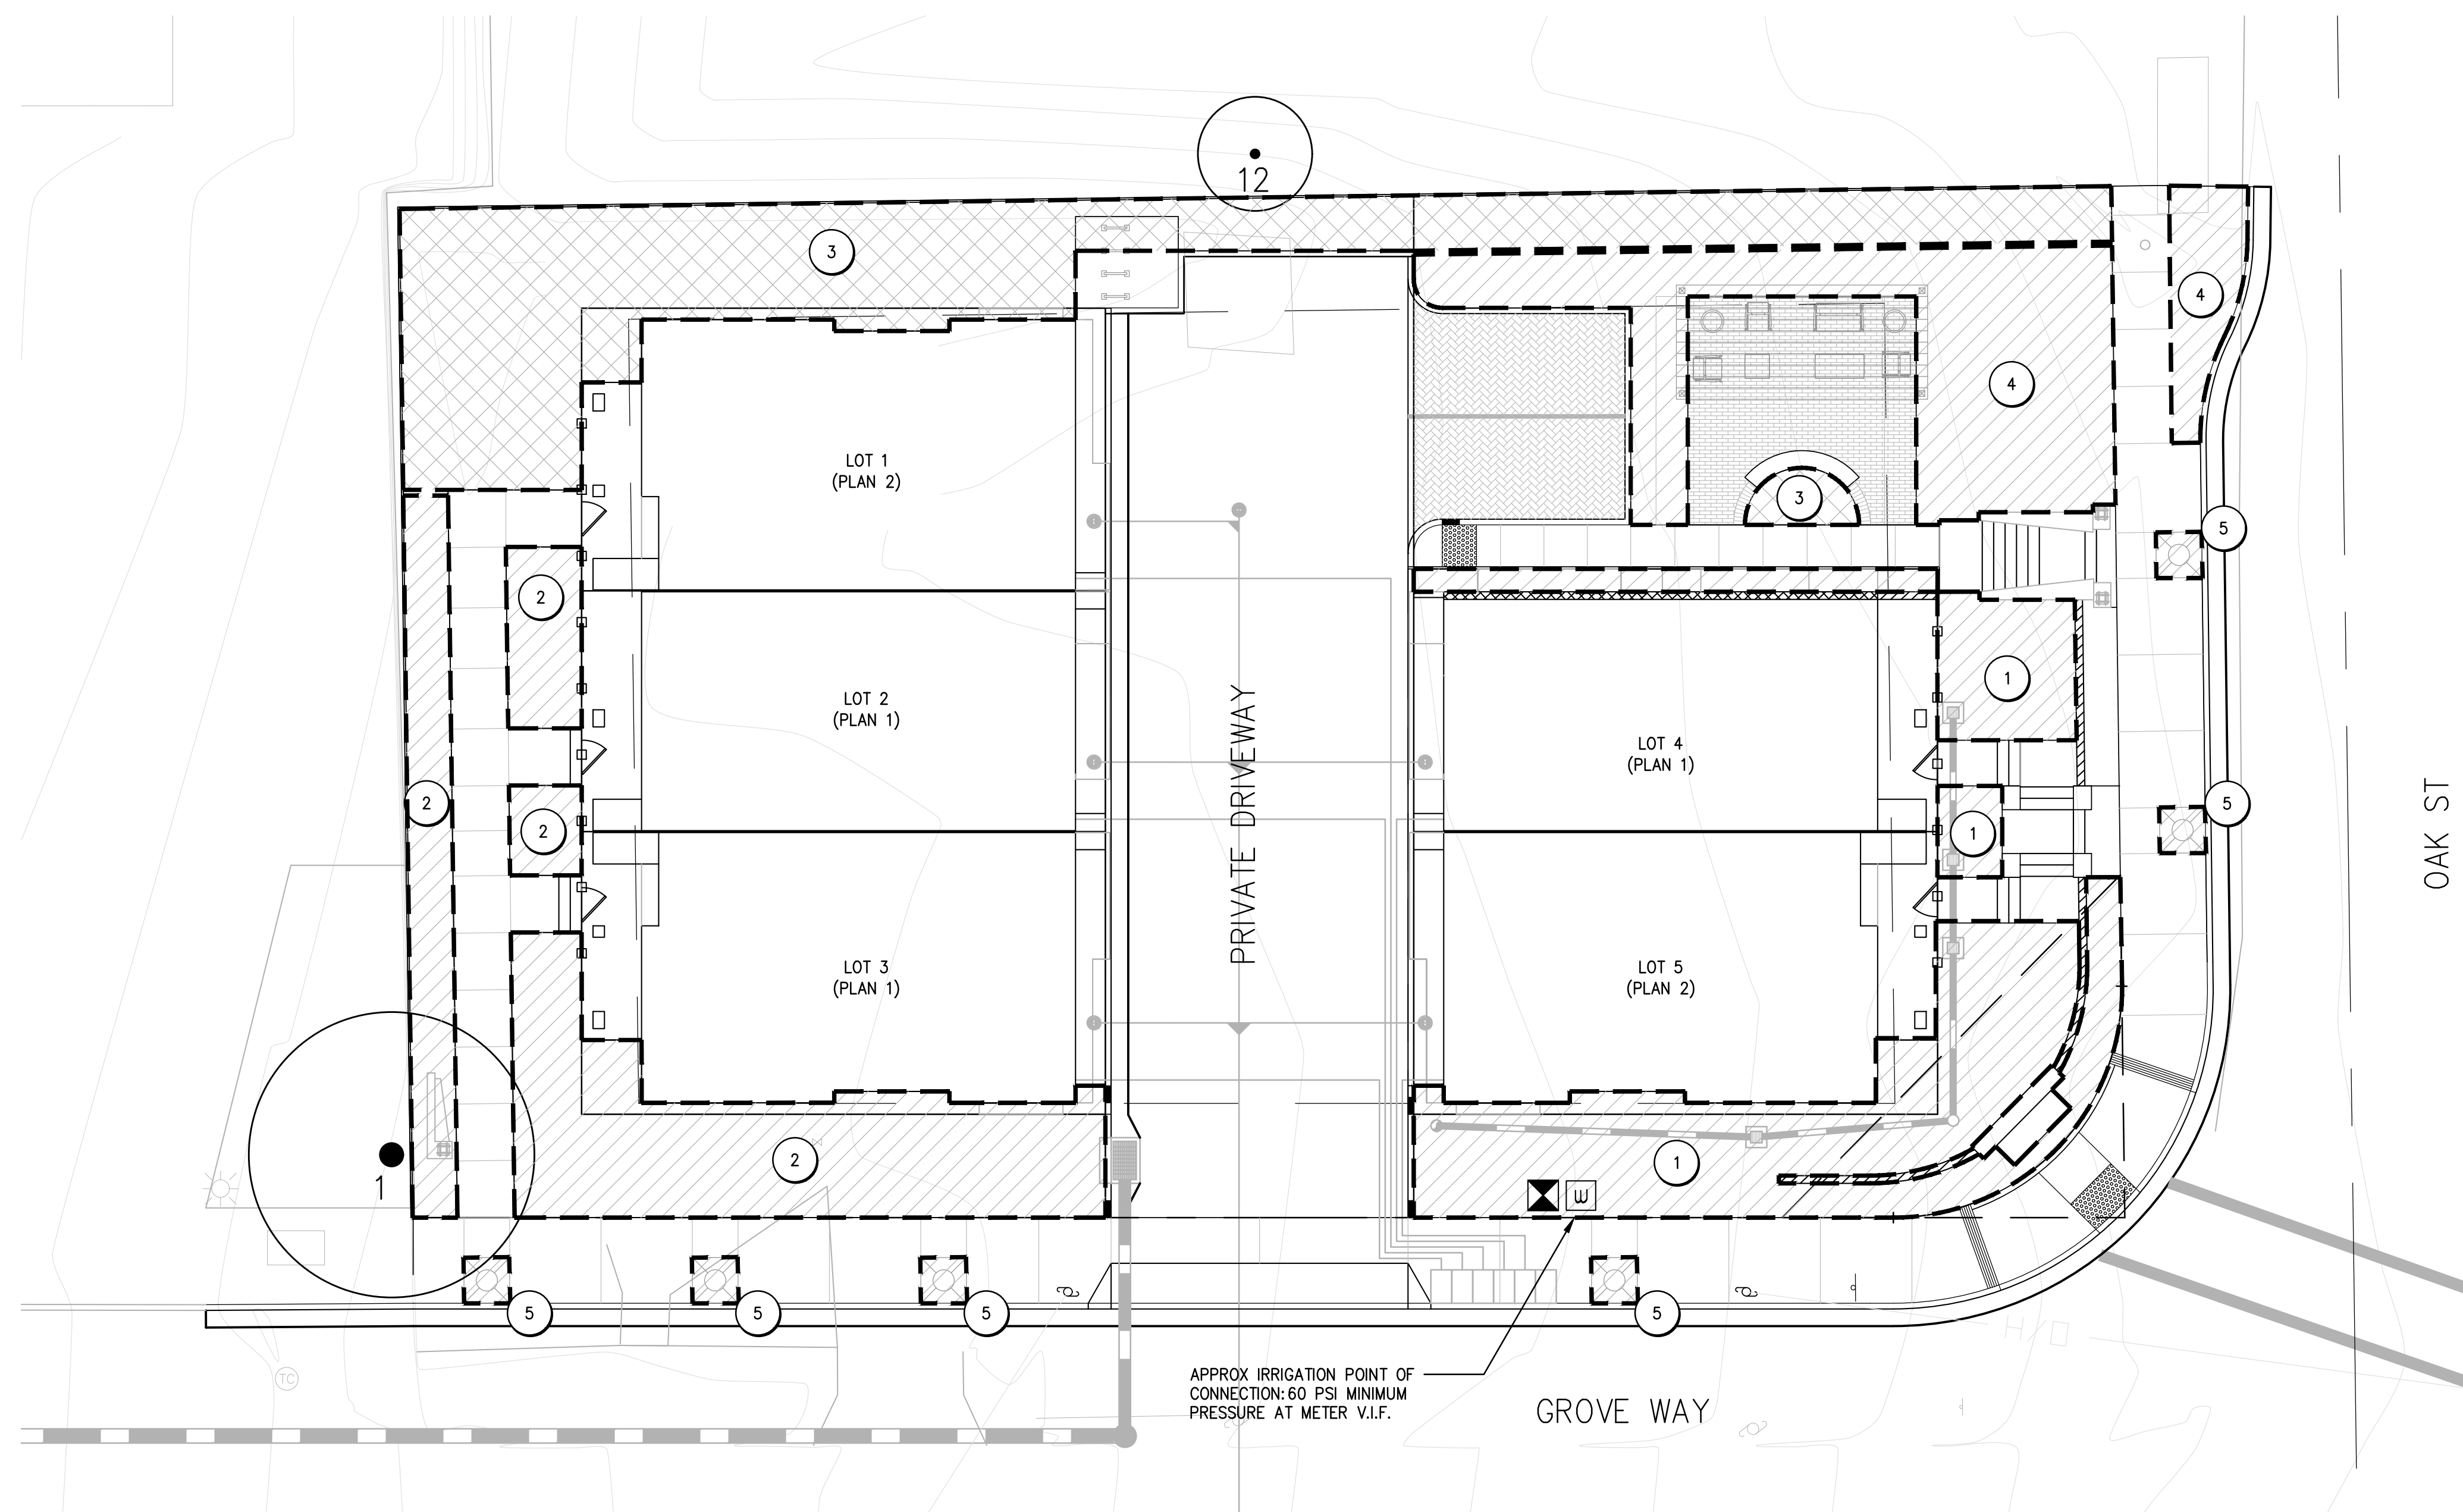 12
3
4
4
LOT 1
(PLAN 2)
3
5
2
1
LOT 2
(PLAN 1)
LOT 4
(PLAN 1)
PRIVATE DRIVEWAY
OAK ST
2
2
5
1
LOT 3
(PLAN 1)
LOT 5
(PLAN 2)
1
2
1
W
5
5
5
5
TC
APPROX IRRIGATION POINT OF
CONNECTION: 60 PSI MINIMUM
PRESSURE AT METER V.I.F.
GROVE WAY